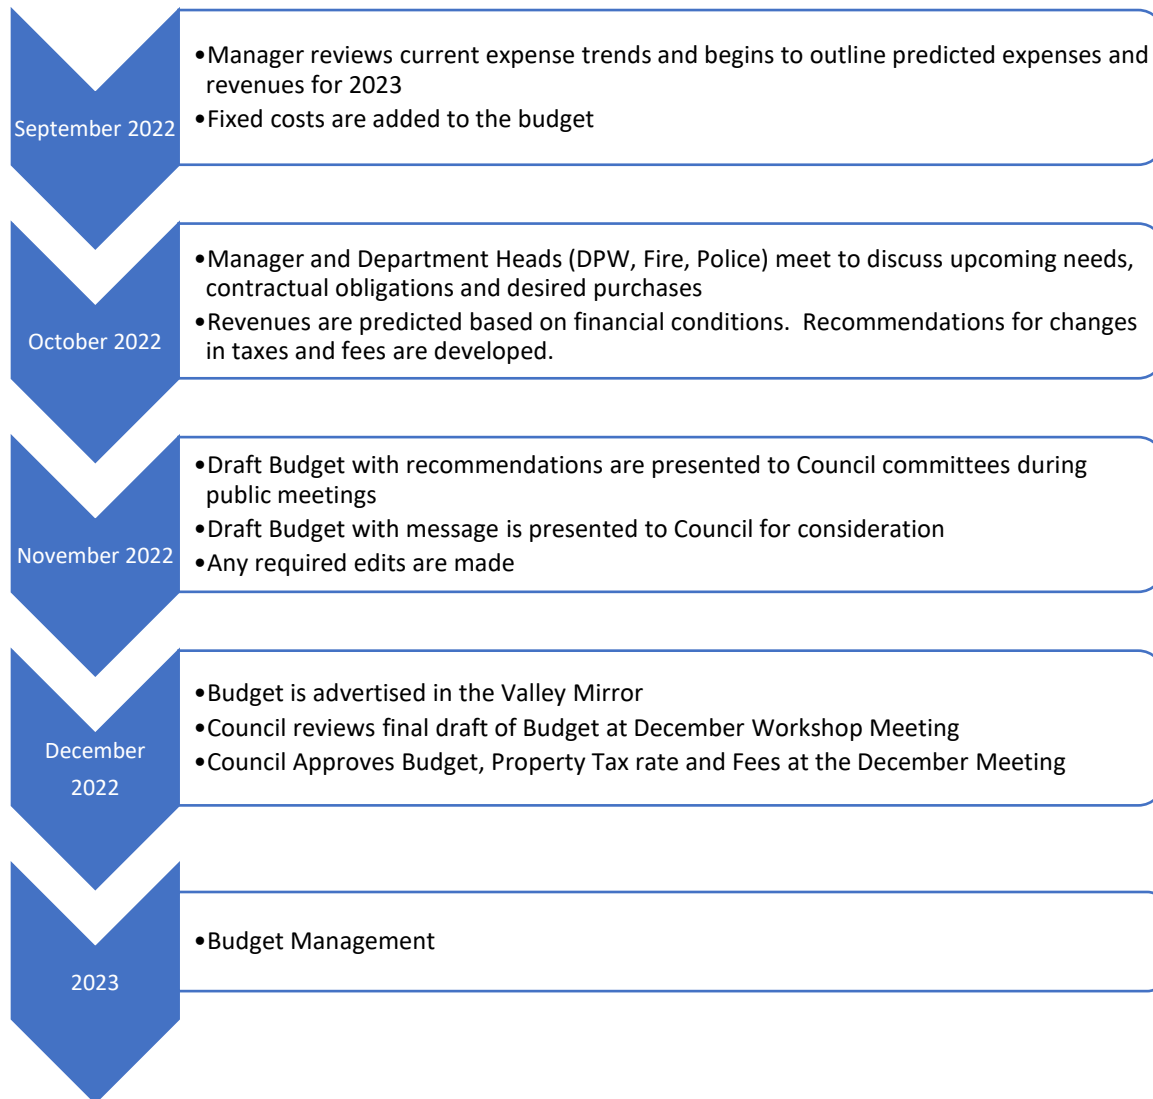 September 2022
•Manager reviews current expense trends and begins to outline predicted expenses and
revenues for 2023
•Fixed costs are added to the budget
October 2022
•Manager and Department Heads (DPW, Fire, Police) meet to discuss upcoming needs,
contractual obligations and desired purchases
•Revenues are predicted based on financial conditions.  Recommendations for changes
in taxes and fees are developed.
November 2022
•Draft Budget with recommendations are presented to Council committees during
public meetings
•Draft Budget with message is presented to Council for consideration
•Any required edits are made
December
2022
•Budget is advertised in the Valley Mirror
•Council reviews final draft of Budget at December Workshop Meeting
•Council Approves Budget, Property Tax rate and Fees at the December Meeting
2023
•Budget Management